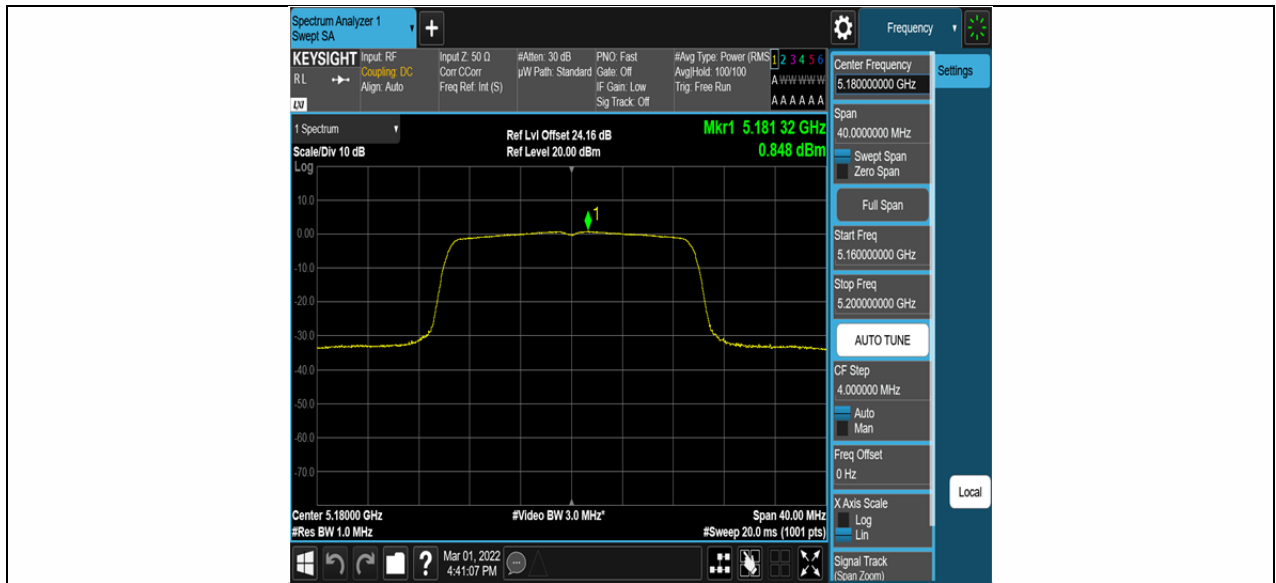 Spectrum Analyzer 1
Swept SA
+
Frequency
KEYSIGHT
RL
LXI
Input: RF
Coupling: DC
Align: Auto
Input Z: 50 Ω
Corr CCorr
Freq Ref: Int (S)
#Atten: 30 dB
µW Path: Standard
PNO: Fast
Gate: Off
IF Gain: Low
Sig Track: Off
#Avg Type: Power (RMS
Avg|Hold: 100/100
Trig: Free Run
1 2 3 4 5 6
A W W W W W
A A A A A A
1 Spectrum
Scale/Div 10 dB
Log
Ref Lvl Offset 24.16 dB
Ref Level 20.00 dBm
Mkr1 5.181 32 GHz
0.848 dBm
10.0
0.00
-10.0
-20.0
-30.0
-40.0
-50.0
-60.0
-70.0
1
Center 5.18000 GHz
#Res BW 1.0 MHz
#Video BW 3.0 MHz*
Span 40.00 MHz
#Sweep 20.0 ms (1001 pts)
?
Mar 01, 2022
4:41:07 PM
Center Frequency
5.180000000 GHz
Span
40.0000000 MHz
Swept Span
Zero Span
Full Span
Start Freq
5.160000000 GHz
Stop Freq
5.200000000 GHz
AUTO TUNE
CF Step
4.000000 MHz
Auto
Man
Freq Offset
0 Hz
X Axis Scale
Log
Lin
Signal Track
(Span Zoom)
Settings
Local